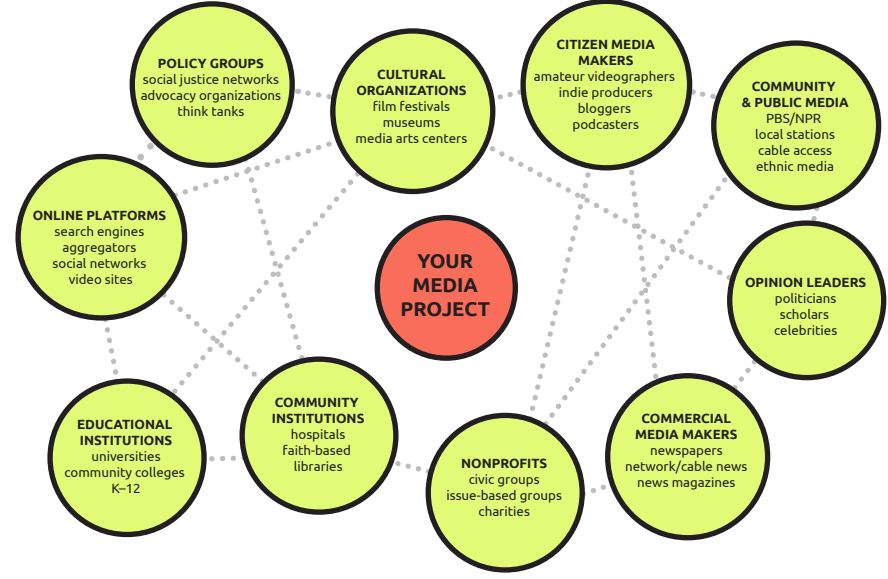 POLICY GROUPS
social justice networks
advocacy organizations
think tanks
CULTURAL
ORGANIZATIONS
film festivals
museums
media arts centers
CITIZEN MEDIA
MAKERS
amateur videographers
indie producers
bloggers
podcasters
COMMUNITY
& PUBLIC MEDIA
PBS/NPR
local stations
cable access
ethnic media
ONLINE PLATFORMS
search engines
aggregators
social networks
video sites
YOUR
MEDIA
PROJECT
OPINION LEADERS
politicians
scholars
celebrities
EDUCATIONAL
INSTITUTIONS
universities
community colleges
K–12
COMMUNITY
INSTITUTIONS
hospitals
faith-based
libraries
NONPROFITS
civic groups
issue-based groups
charities
COMMERCIAL
MEDIA MAKERS
newspapers
network/cable news
news magazines